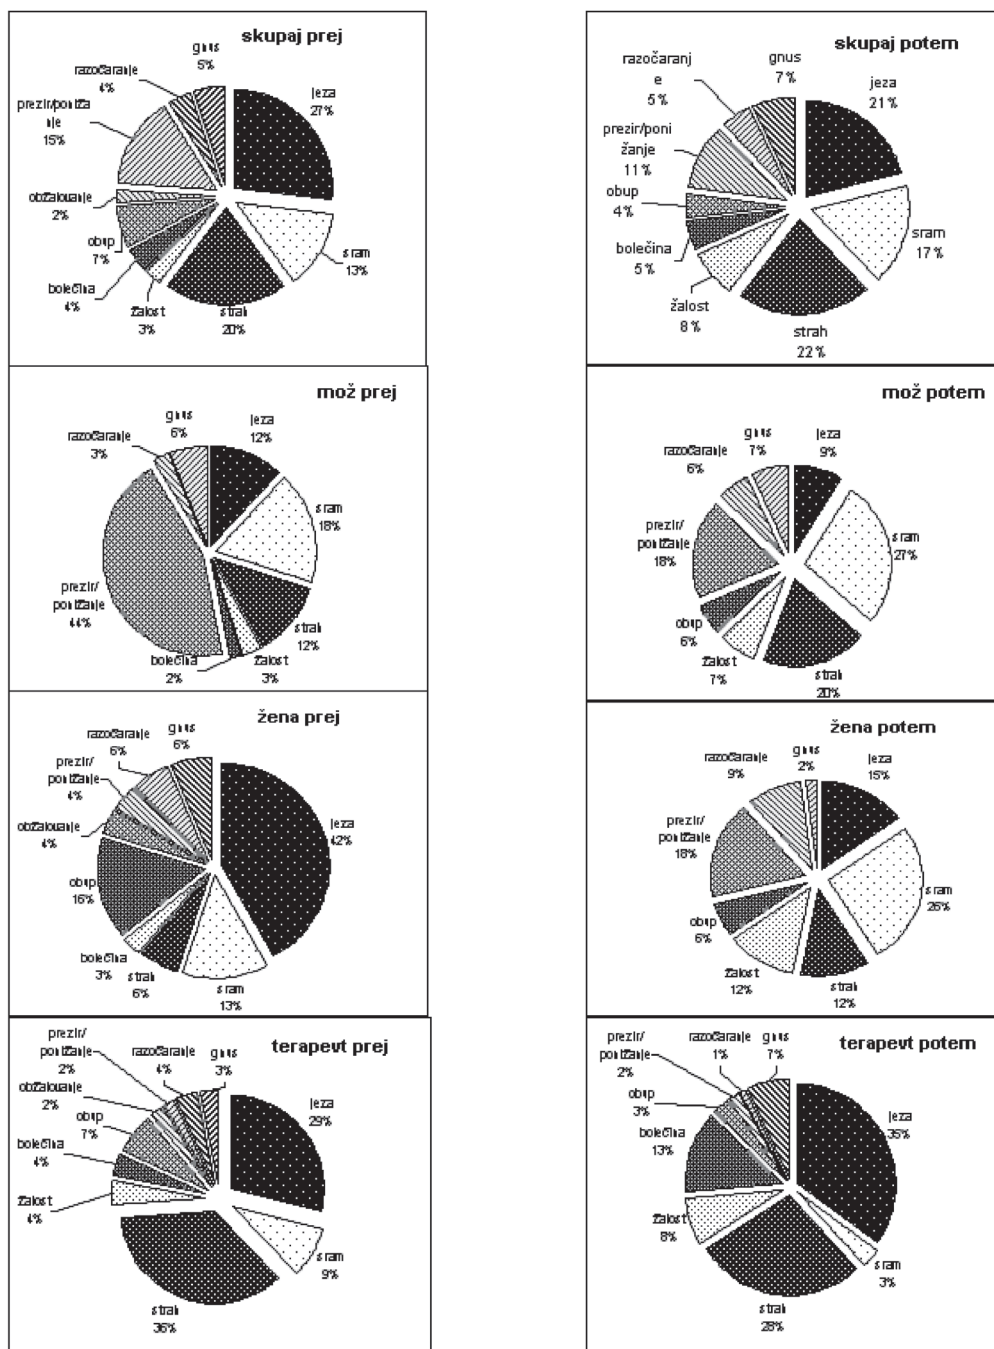 skupaj prej
gnus
5%
razočaranje
4%
prezir/poniža
nje
15%
obžalovanje
2%
obup
7%
bolečina
4%
žalost
3%
strah
20%
sram
13%
jeza
27%
skupaj potem
gnus
7%
razočaranj
e
5%
prezir/poni
žanje
11%
obup
4%
bolečina
5%
žalost
8%
strah
22%
sram
17%
jeza
21%
mož prej
gnus
6%
razočaranje
3%
prezir/
ponižanje
44%
bolečina
2%
žalost
3%
strah
12%
sram
18%
jeza
12%
mož potem
gnus
7%
razočaranje
6%
prezir/
ponižanje
18%
obup
6%
žalost
7%
strah
20%
sram
27%
jeza
9%
žena prej
gnus
6%
razočaranje
6%
prezir/
ponižanje
4%
obžalovanje
4%
obup
16%
bolečina
3%
strah
6%
sram
13%
jeza
42%
žena potem
gnus
2%
razočaranje
9%
prezir/
ponižanje
18%
obup
6%
žalost
12%
strah
12%
sram
26%
jeza
15%
terapevt prej
gnus
3%
razočaranje
4%
prezir/
ponižanje
2%
obžalovanje
2%
obup
7%
bolečina
4%
žalost
4%
strah
36%
sram
9%
jeza
29%
terapevt potem
gnus
7%
razočaranje
1%
prezir/
ponižanje
2%
obup
3%
bolečina
13%
žalost
8%
strah
28%
sram
3%
jeza
35%